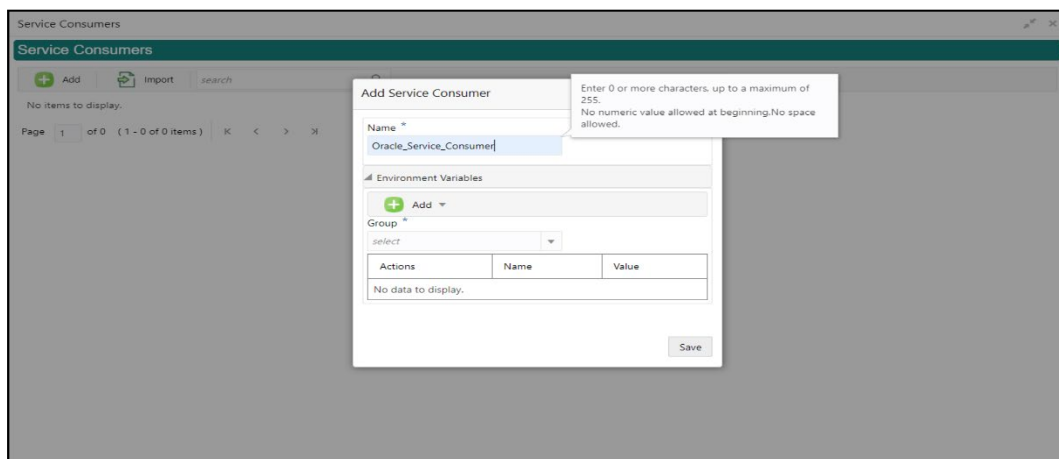 Service Consumers
Service Consumers
Add
Import
search
No items to display.
Page 1 of 0 (1 - 0 of 0 items)
Add Service Consumer
Enter 0 or more characters, up to a maximum of
255.
No numeric value allowed at beginning.No space
allowed.
Name *
Oracle_Service_Consumer
Environment Variables
Add
Group *
select
Actions Name Value
No data to display.
Save